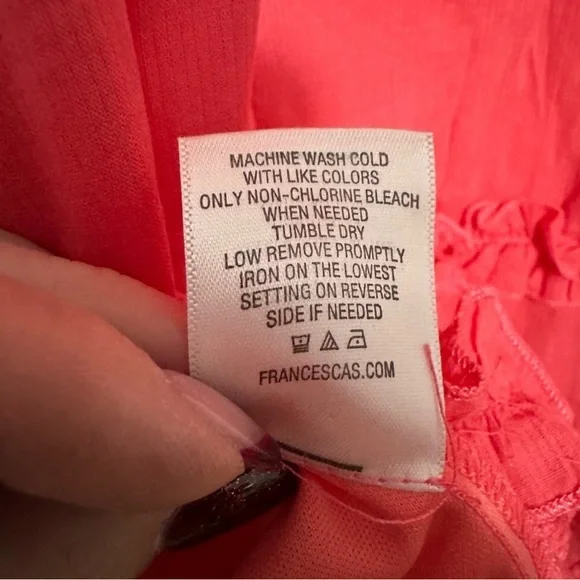 MACHINE WASH COLD
WITH LIKE COLORS
ONLY NON-CHLORINE BLEACH
WHEN NEEDED
TUMBLE DRY
LOW REMOVE PROMPTLY
IRON ON THE LOWEST
SETTING ON REVERSE
SIDE IF NEEDED
FRANCESCAS.COM